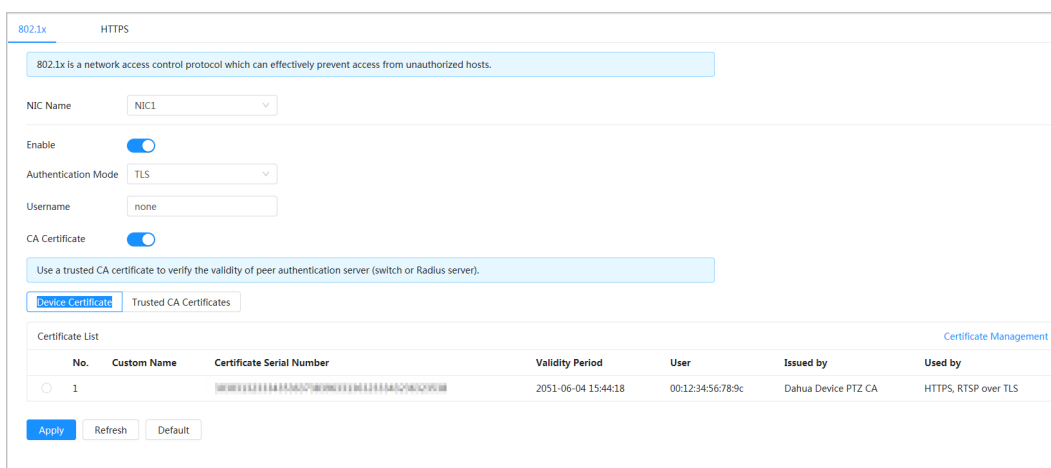 802.1x HTTPS
802.1x is a network access control protocol which can effectively prevent access from unauthorized hosts.
NIC Name NIC1
Enable
Authentication Mode TLS
Username none
CA Certificate
Use a trusted CA certificate to verify the validity of peer authentication server (switch or Radius server).
Device Certificate Trusted CA Certificates
Certificate List Certificate Management
No. Custom Name Certificate Serial Number Validity Period User Issued by Used by
1 2051-06-04 15:44:18 00:12:34:56:78:9c Dahua Device PTZ CA HTTPS, RTSP over TLS
Apply Refresh Default